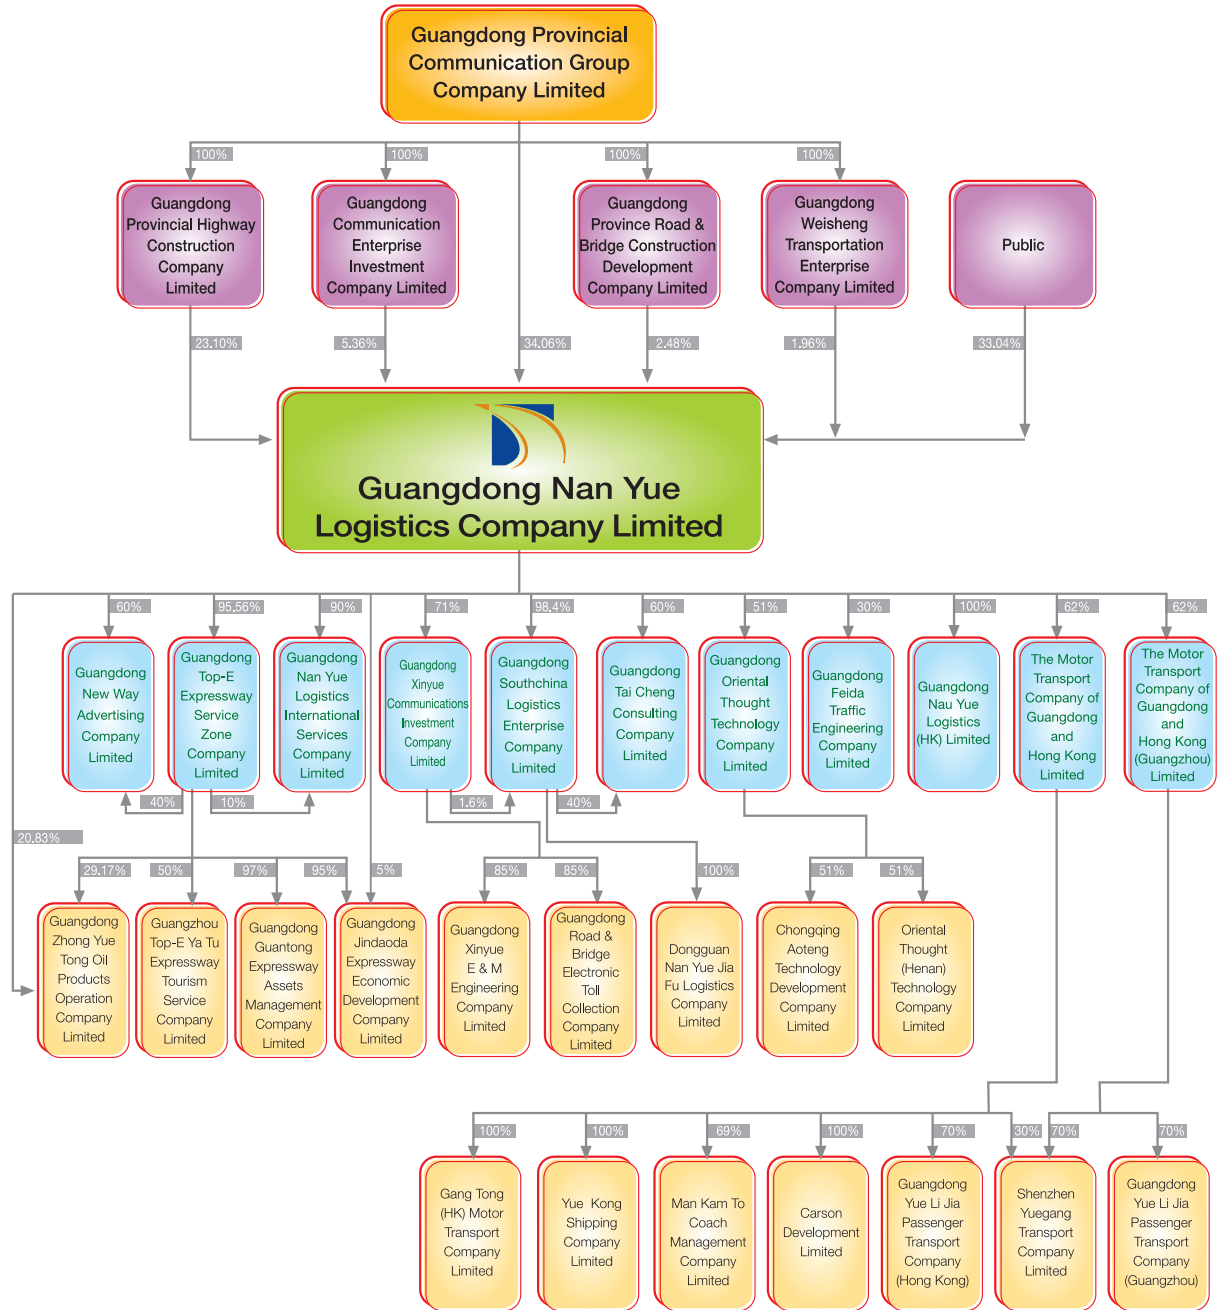 Guangdong Provincial
Communication Group
Company Limited
100%
100%
100%
100%
Guangdong
Provincial Highway
Construction
Company
Limited
Guangdong
Communication
Enterprise
Investment
Company Limited
Guangdong
Province Road &
Bridge Construction
Development
Company Limited
Guangdong
Weisheng
Transportation
Enterprise
Company Limited
Public
23.10%
5.36%
34.06%
2.48%
1.96%
33.04%
Guangdong Nan Yue
Logistics Company Limited
60%
95.56%
90%
71%
98.4%
60%
51%
30%
100%
62%
62%
Guangdong
New Way
Advertising
Company
Limited
Guangdong
Top-E
Expressway
Service
Zone
Company
Limited
Guangdong
Nan Yue
Logistics
International
Services
Company
Limited
Guangdong
Xinyue
Communications
Investment
Company
Limited
Guangdong
Southchina
Logistics
Enterprise
Company
Limited
Guangdong
Tai Cheng
Consulting
Company
Limited
Guangdong
Oriental
Thought
Technology
Company
Limited
Guangdong
Feida
Traffic
Engineering
Company
Limited
Guangdong
Nau Yue
Logistics
(HK) Limited
The Motor
Transport
Company of
Guangdong
and
Hong Kong
Limited
The Motor
Transport
Company of
Guangdong
and
Hong Kong
(Guangzhou)
Limited
40%
10%
1.6%
40%
20.83%
29.17%
50%
97%
95%
5%
85%
85%
100%
51%
51%
Guangdong
Zhong Yue
Tong Oil
Products
Operation
Company
Limited
Guangzhou
Top-E Ya Tu
Expressway
Tourism
Service
Company
Limited
Guangdong
Guantong
Expressway
Assets
Management
Company
Limited
Guangdong
Jindaoda
Expressway
Economic
Development
Company
Limited
Guangdong
Xinyue
E & M
Engineering
Company
Limited
Guangdong
Road &
Bridge
Electronic
Toll
Collection
Company
Limited
Dongguan
Nan Yue Jia
Fu Logistics
Company
Limited
Chongqing
Aoteng
Technology
Development
Company
Limited
Oriental
Thought
(Henan)
Technology
Company
Limited
100%
100%
69%
100%
70%
30%
70%
70%
Gang Tong
(HK) Motor
Transport
Company
Limited
Yue Kong
Shipping
Company
Limited
Man Kam To
Coach
Management
Company
Limited
Carson
Development
Limited
Guangdong
Yue Li Jia
Passenger
Transport
Company
(Hong Kong)
Shenzhen
Yuegang
Transport
Company
Limited
Guangdong
Yue Li Jia
Passenger
Transport
Company
(Guangzhou)